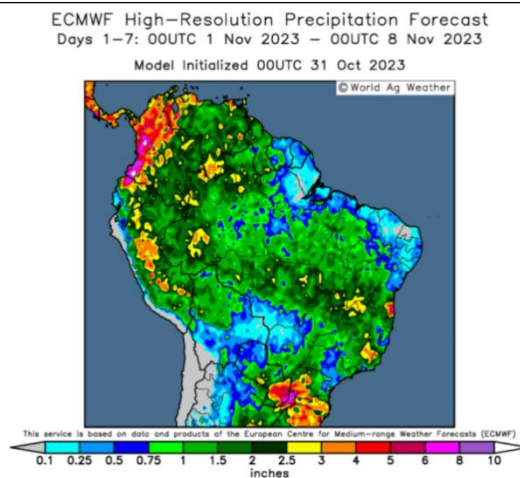 ECMWF High-Resolution Precipitation Forecast
Days 1-7: 00UTC 1 Nov 2023 - 00UTC 8 Nov 2023
Model Initialized 00UTC 31 Oct 2023
© World Ag Weather
This service is based on data and products of the European Centre for Medium-range Weather Forecasts (ECMWF)
0.1 0.25 0.5 0.75 1 1.5 2 2.5 3 4 5 6 8 10
inches